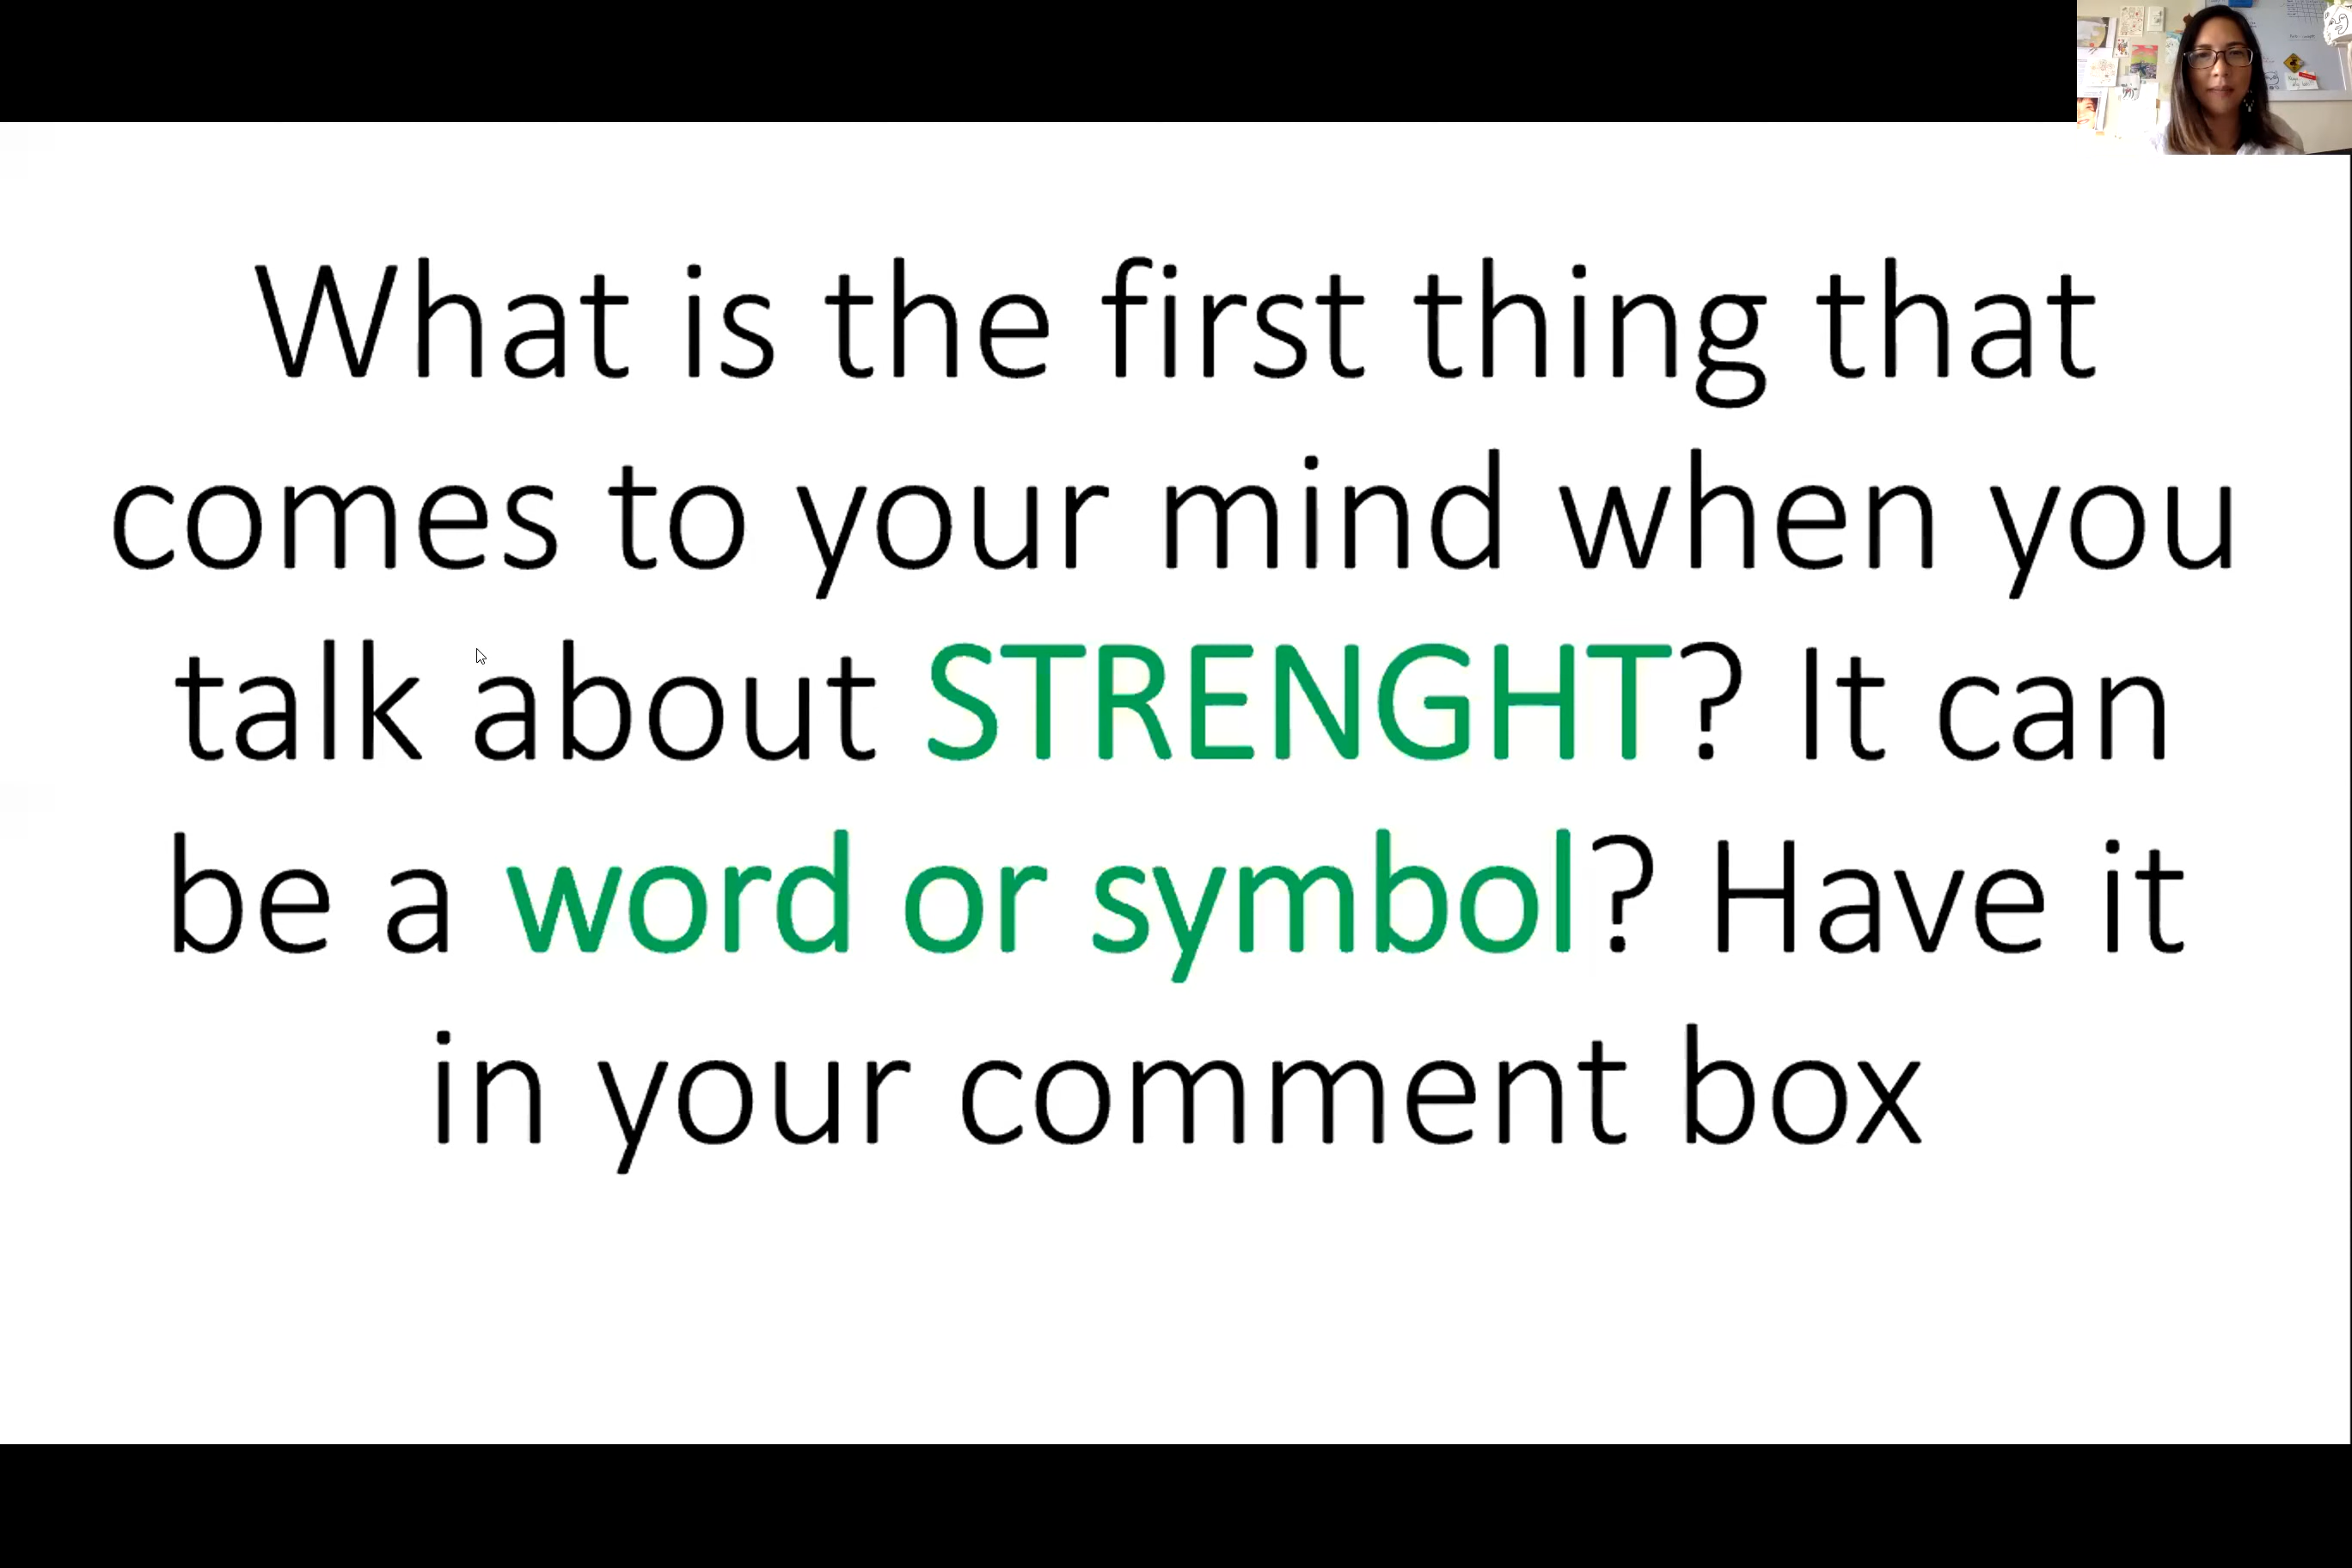 What is the first thing that
comes to your mind when you
talk about STRENGHT? It can
be a word or symbol? Have it
in your comment box